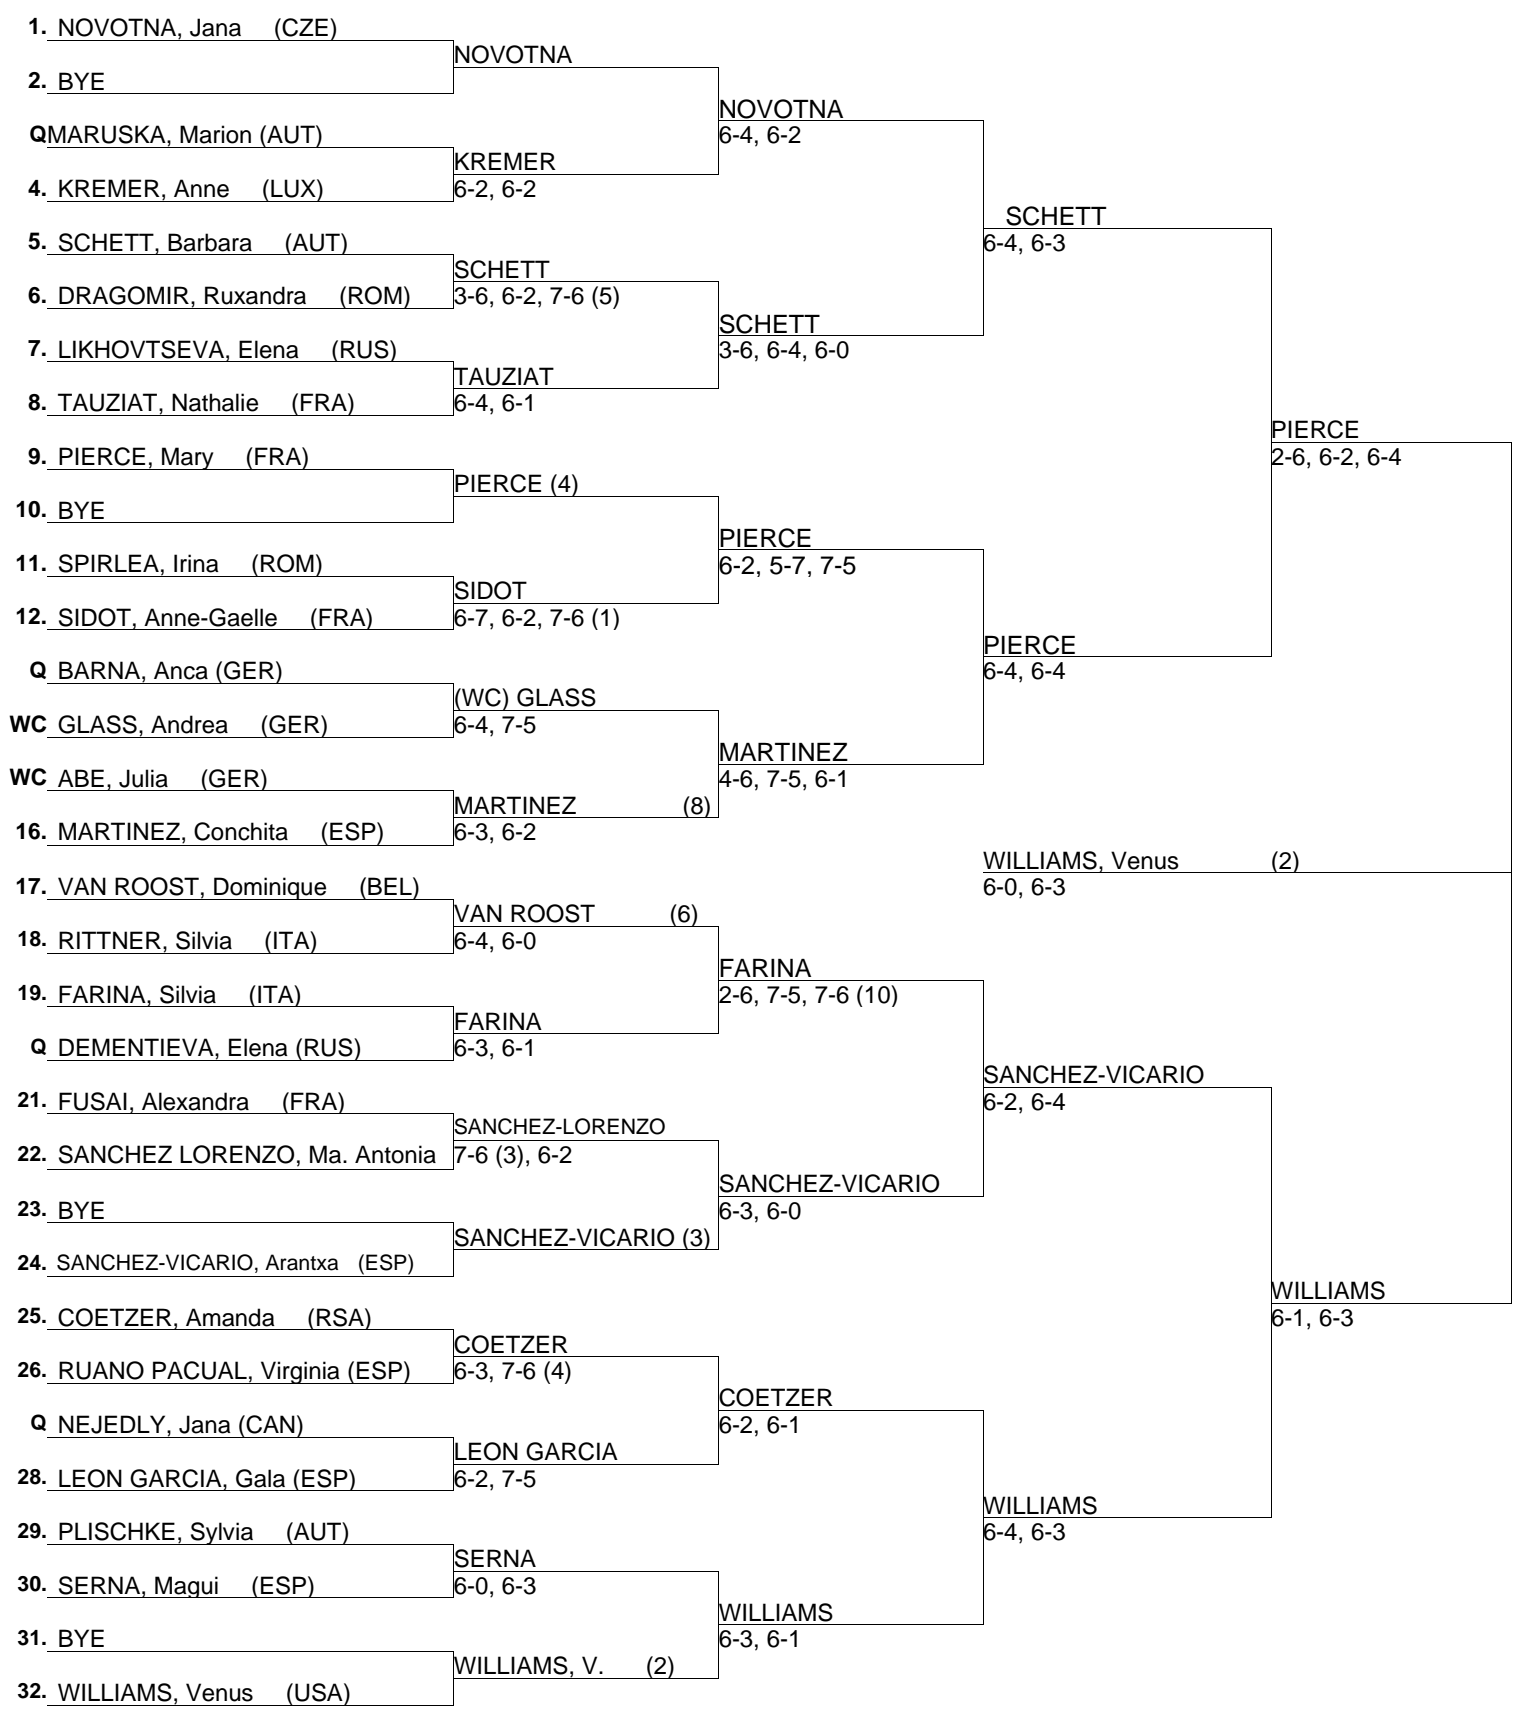 1. NOVOTNA, Jana (CZE)
NOVOTNA
2. BYE
NOVOTNA
6-4, 6-2
QMARUSKA, Marion (AUT)
KREMER
6-2, 6-2
4. KREMER, Anne (LUX)
SCHETT
6-4, 6-3
5. SCHETT, Barbara (AUT)
SCHETT
3-6, 6-2, 7-6 (5)
6. DRAGOMIR, Ruxandra (ROM)
SCHETT
3-6, 6-4, 6-0
7. LIKHOVTSEVA, Elena (RUS)
TAUZIAT
6-4, 6-1
8. TAUZIAT, Nathalie (FRA)
PIERCE
2-6, 6-2, 6-4
9. PIERCE, Mary (FRA)
PIERCE (4)
10. BYE
PIERCE
6-2, 5-7, 7-5
11. SPIRLEA, Irina (ROM)
SIDOT
6-7, 6-2, 7-6 (1)
12. SIDOT, Anne-Gaelle (FRA)
PIERCE
6-4, 6-4
Q BARNA, Anca (GER)
(WC) GLASS
6-4, 7-5
WC GLASS, Andrea (GER)
MARTINEZ
4-6, 7-5, 6-1
WC ABE, Julia (GER)
MARTINEZ (8)
6-3, 6-2
16. MARTINEZ, Conchita (ESP)
WILLIAMS, Venus (2)
6-0, 6-3
17. VAN ROOST, Dominique (BEL)
VAN ROOST (6)
6-4, 6-0
18. RITTNER, Silvia (ITA)
FARINA
2-6, 7-5, 7-6 (10)
19. FARINA, Silvia (ITA)
FARINA
6-3, 6-1
Q DEMENTIEVA, Elena (RUS)
SANCHEZ-VICARIO
6-2, 6-4
21. FUSAI, Alexandra (FRA)
SANCHEZ-LORENZO
7-6 (3), 6-2
22. SANCHEZ LORENZO, Ma. Antonia
SANCHEZ-VICARIO
6-3, 6-0
23. BYE
SANCHEZ-VICARIO (3)
24. SANCHEZ-VICARIO, Arantxa (ESP)
WILLIAMS
6-1, 6-3
25. COETZER, Amanda (RSA)
COETZER
6-3, 7-6 (4)
26. RUANO PACUAL, Virginia (ESP)
COETZER
6-2, 6-1
Q NEJEDLY, Jana (CAN)
LEON GARCIA
6-2, 7-5
28. LEON GARCIA, Gala (ESP)
WILLIAMS
6-4, 6-3
29. PLISCHKE, Sylvia (AUT)
SERNA
6-0, 6-3
30. SERNA, Magui (ESP)
WILLIAMS
6-3, 6-1
31. BYE
WILLIAMS, V. (2)
32. WILLIAMS, Venus (USA)